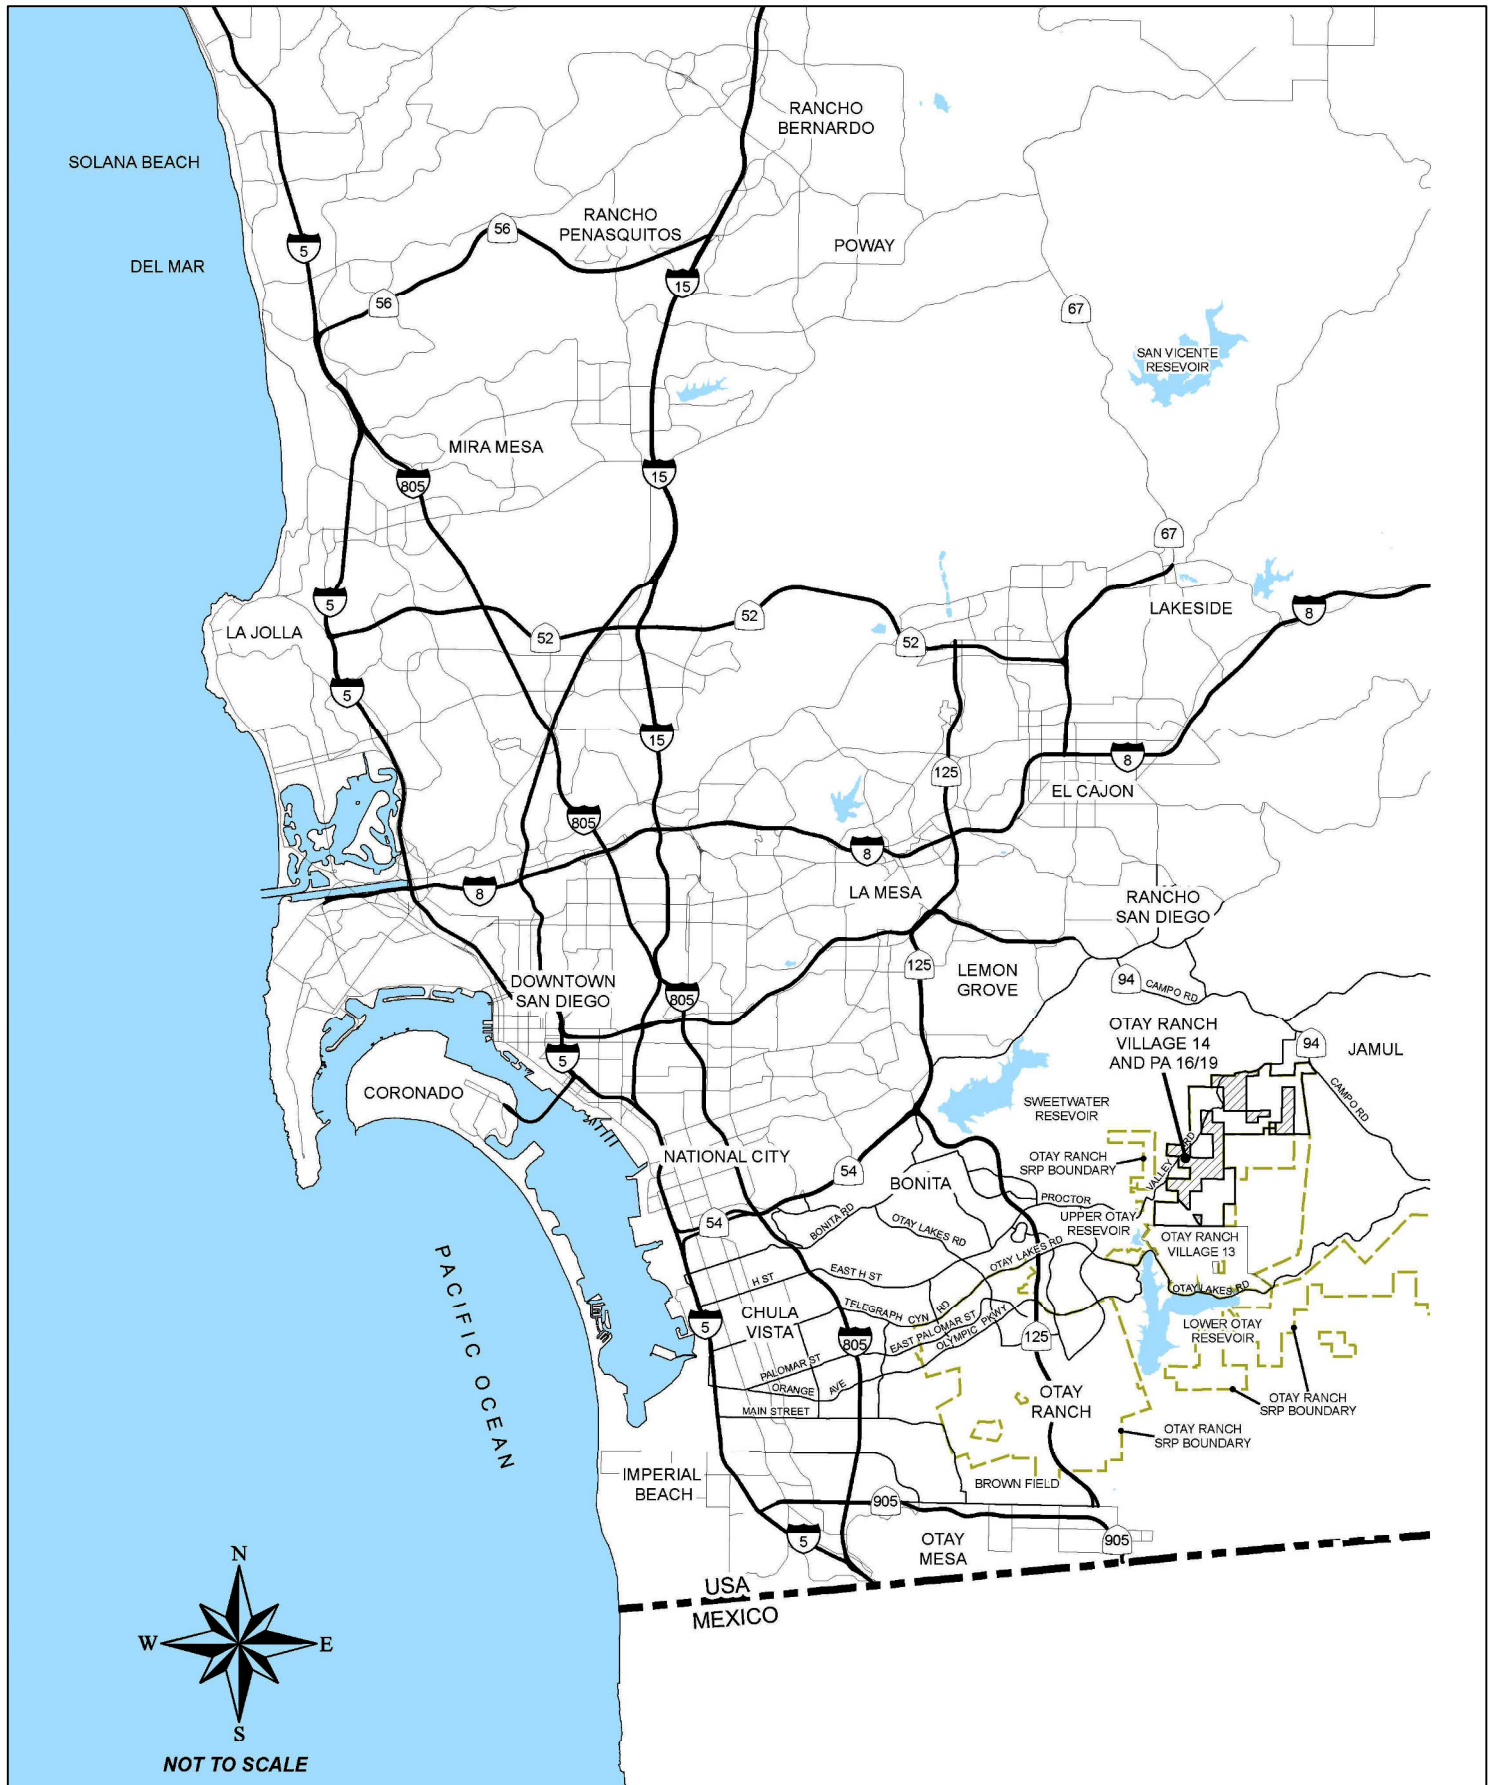 RANCHO
BERNARDO
SOLANA BEACH
RANCHO
PENASQUITOS
56
POWAY
5
DEL MAR
15
56
67
SAN VICENTE
RESEVOIR
MIRA MESA
15
805
67
5
LAKESIDE
8
52
LA JOLLA
52
52
5
15
125
8
EL CAJON
805
8
LA MESA
8
RANCHO
SAN DIEGO
125
LEMON
GROVE
94
CAMPO RD
DOWNTOWN
SAN DIEGO
805
OTAY RANCH
VILLAGE 14
AND PA 16/19
94
JAMUL
5
CORONADO
CAMPO RD
SWEETWATER
RESEVOIR
NATIONAL CITY
OTAY RANCH
SRP BOUNDARY
VALLEY
RD
54
BONITA
PROCTOR
54
BONITA RD
OTAY LAKES RD
UPPER OTAY
RESEVOIR
OTAY RANCH
VILLAGE 13
OTAY LAKES RD
EAST H ST
H ST
OTAY LAKES RD
TELEGRAPH CYN RD
CHULA
VISTA
5
805
EAST PALOMAR ST
OLYMPIC PKWY
125
LOWER OTAY
RESEVOIR
PALOMAR ST
ORANGE AVE
MAIN STREET
OTAY
RANCH
OTAY RANCH
SRP BOUNDARY
OTAY RANCH
SRP BOUNDARY
PACIFIC OCEAN
IMPERIAL
BEACH
BROWN FIELD
905
5
OTAY
MESA
905
USA
MEXICO
N
W
E
S
NOT TO SCALE